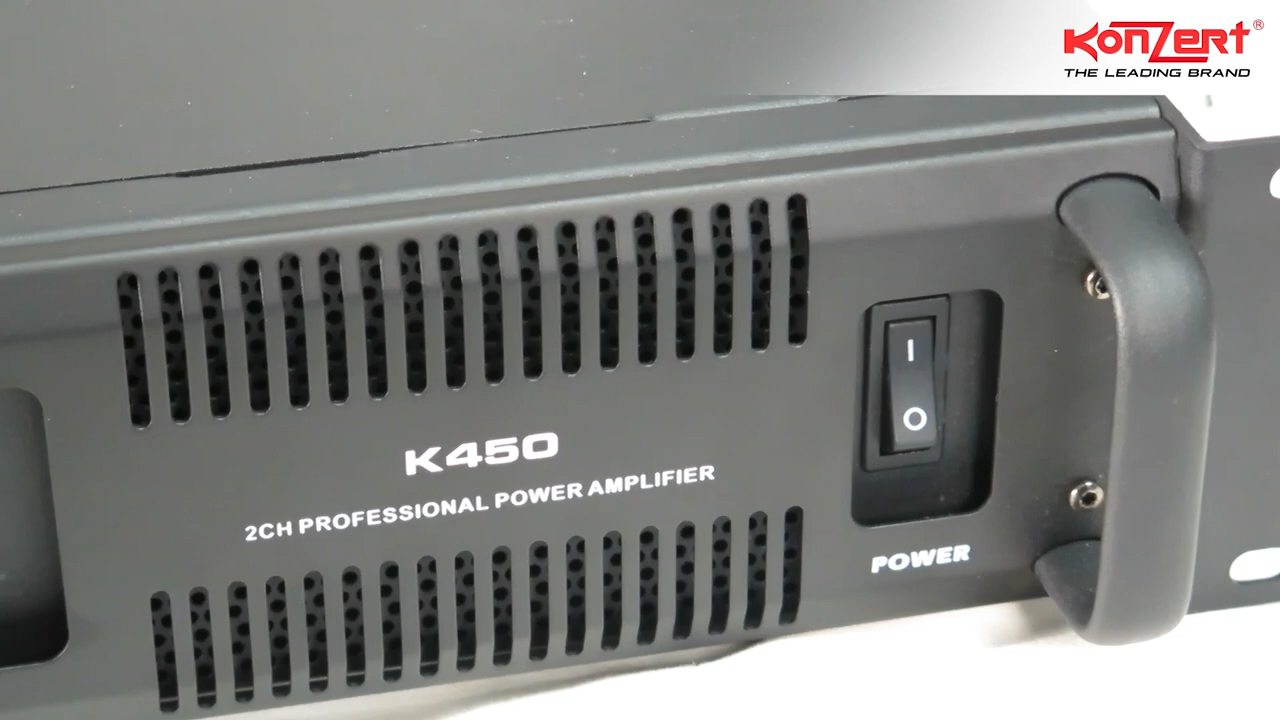 KONZERT®
THE LEADING BRAND
I
O
K450
2CH PROFESSIONAL POWER AMPLIFIER
POWER